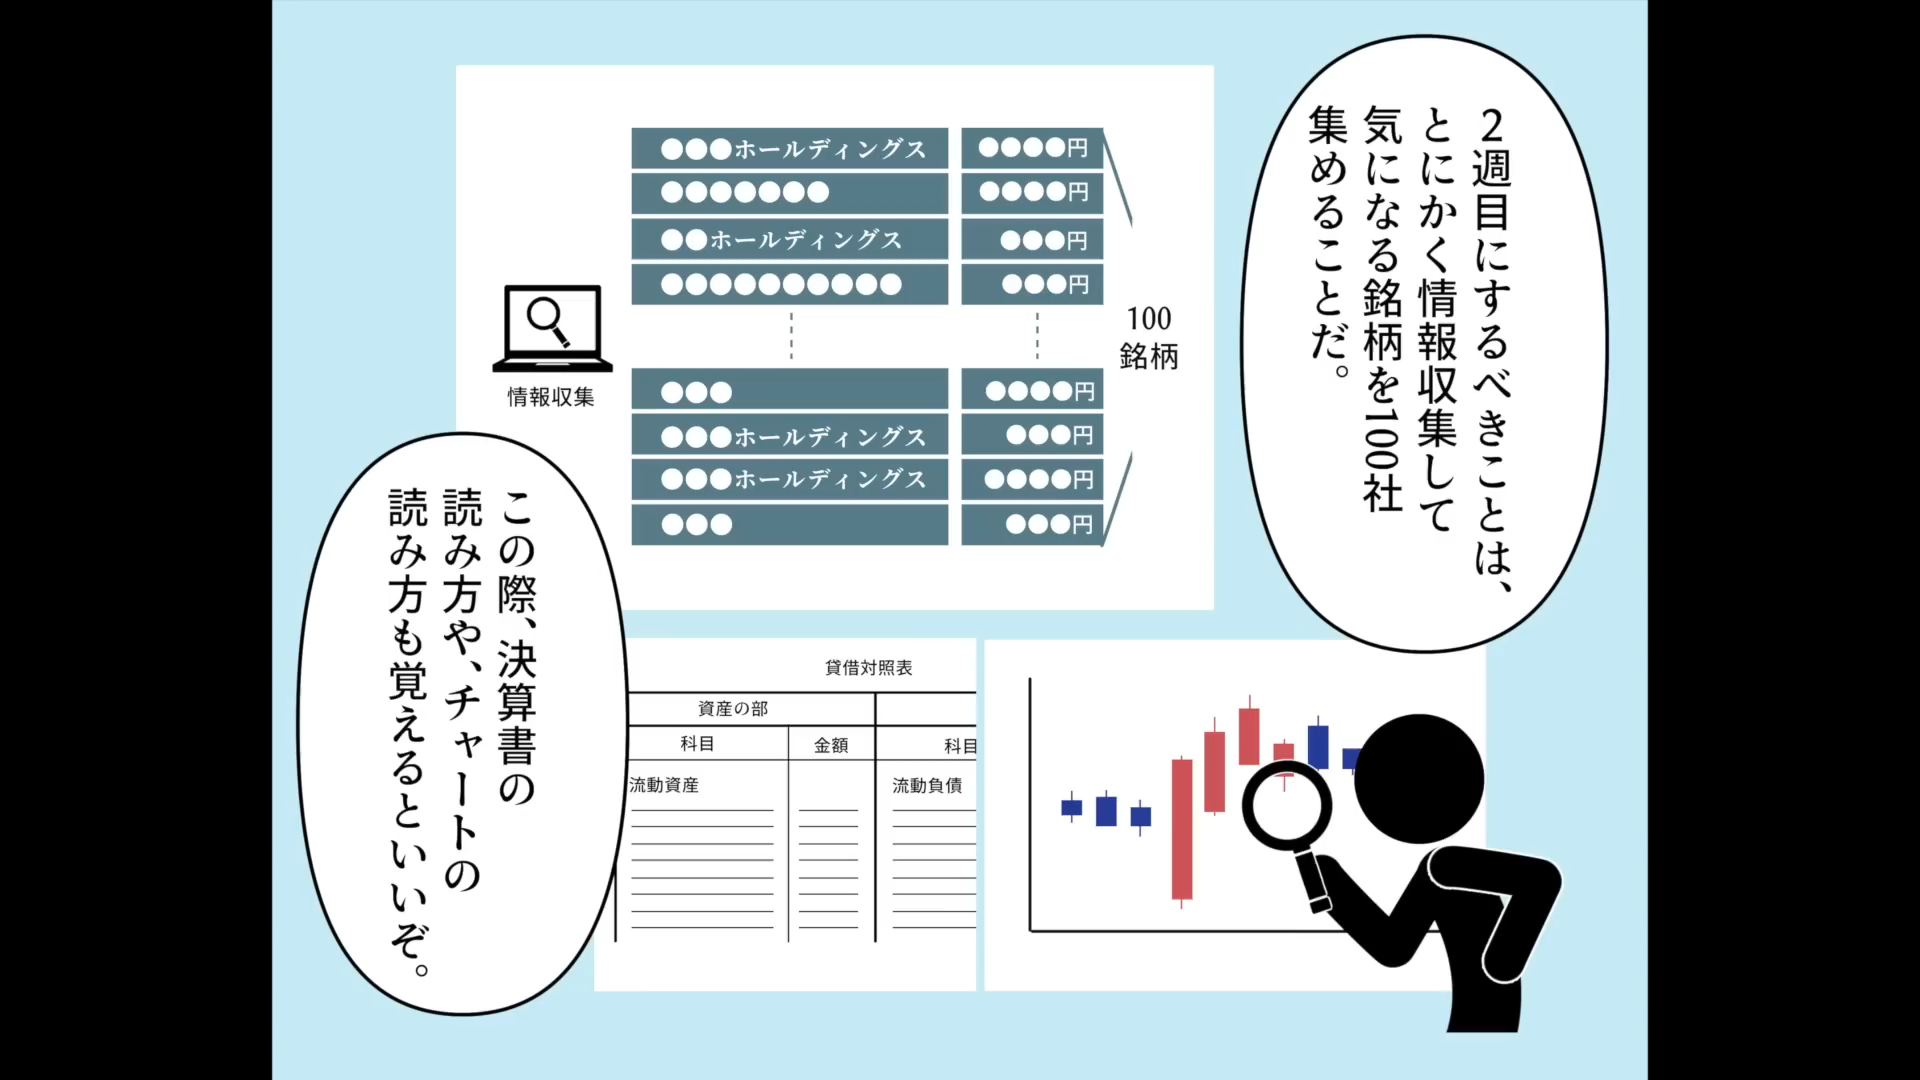 2週目にするべきことは、
とにかく情報収集して
気になる銘柄を100社
集めることだ。
●●●ホールディングス ●●●●円
●●●●●●● ●●●●円
●●ホールディングス ●●●円
●●●●●●●●●● ●●●円
100
銘柄
情報収集
●●● ●●●●円
●●●ホールディングス ●●●円
●●●ホールディングス ●●●●円
●●● ●●●円
この際、決算書の
読み方や、チャートの
読み方も覚えるといいぞ。
貸借対照表
資産の部
科目 金額 科目
流動資産 流動負債